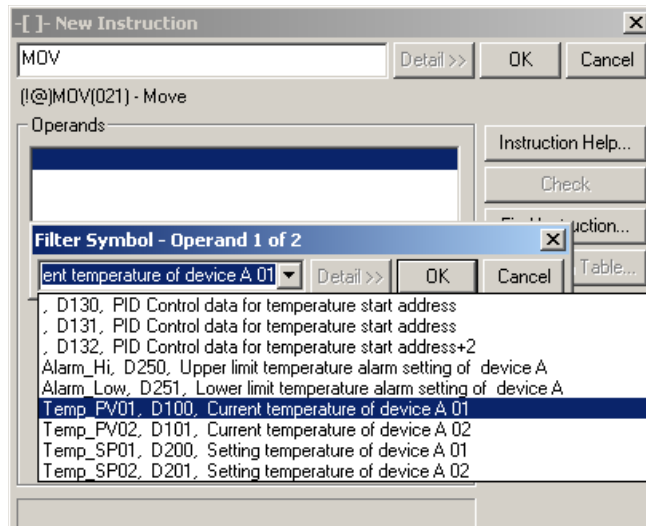 -[ ]- New Instruction
MOV
Detail >>
OK
Cancel
(!@)MOV(021) - Move
Operands
Instruction Help...
Check
uction...
Filter Symbol - Operand 1 of 2
ent temperature of device A 01
Detail >>
OK
Cancel
Table...
, D130, PID Control data for temperature start address
, D131, PID Control data for temperature start address
, D132, PID Control data for temperature start address+2
Alarm_Hi, D250, Upper limit temperature alarm setting of device A
Alarm_Low, D251, Lower limit temperature alarm setting of device A
Temp_PV01, D100, Current temperature of device A 01
Temp_PV02, D101, Current temperature of device A 02
Temp_SP01, D200, Setting temperature of device A 01
Temp_SP02, D201, Setting temperature of device A 02